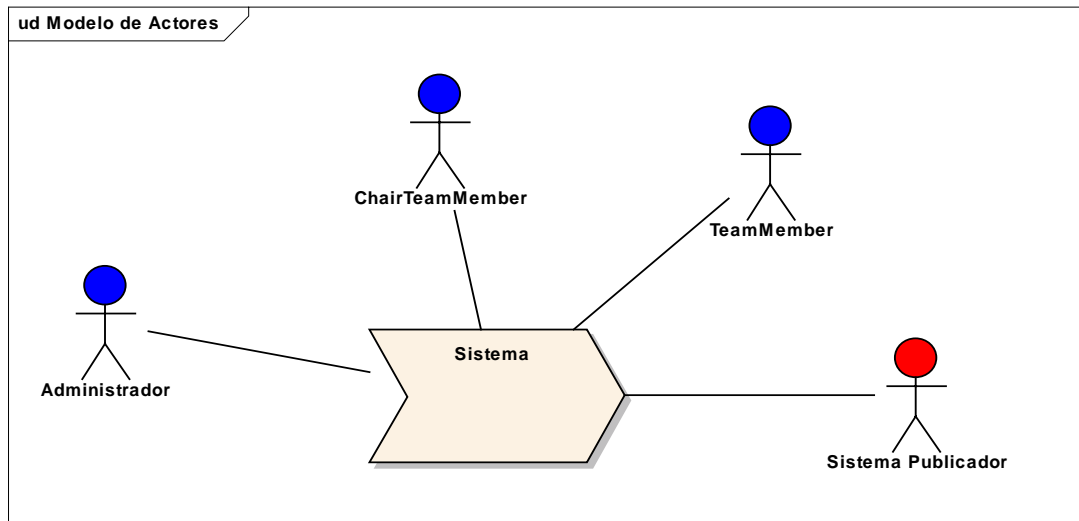 ud Modelo de Actores
ChairTeamMember
TeamMember
Administrador
Sistema
Sistema Publicador